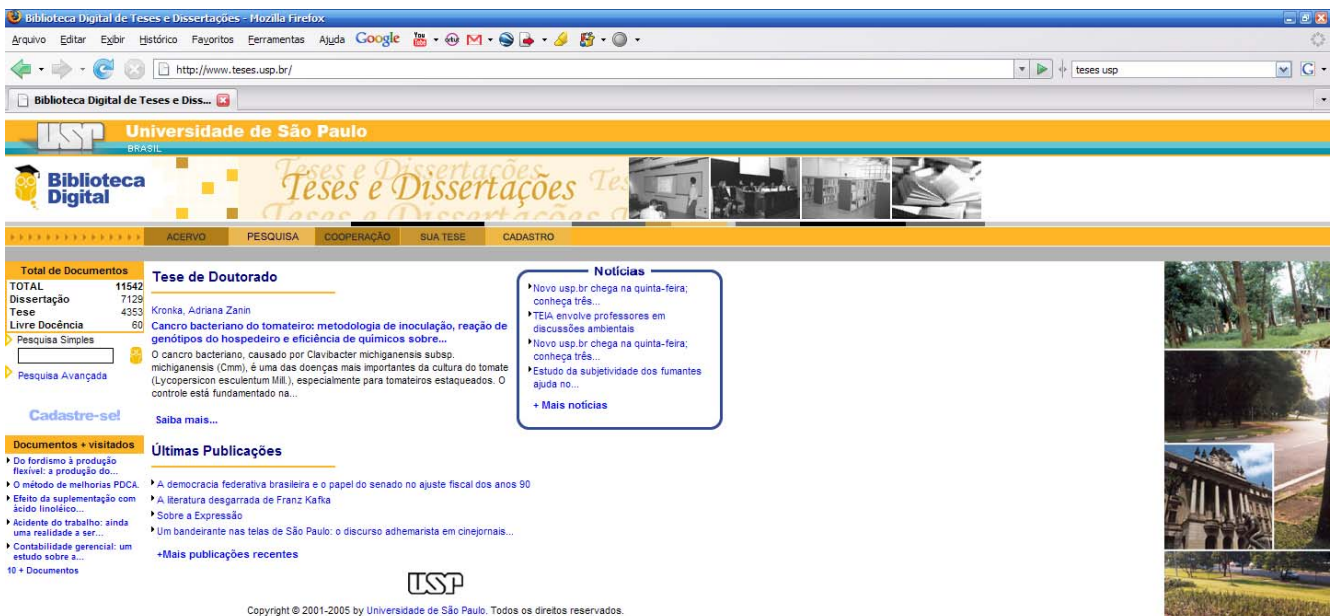 Biblioteca Digital de Teses e Dissertações - Mozilla Firefox
Arquivo Editar Exibir Histórico Favoritos Ferramentas Ajuda Google
http://www.teses.usp.br/
teses usp
Biblioteca Digital de Teses e Diss...
USP Universidade de São Paulo
BRASIL
Biblioteca Digital
Teses e Dissertações
ACERVO PESQUISA COOPERAÇÃO SUA TESE CADASTRO
Total de Documentos
TOTAL 11542
Dissertação 7129
Tese 4353
Livre Docência 60
Pesquisa Simples
Pesquisa Avançada
Cadastre-se!
Documentos + visitados
Do fordismo à produção
flexível: a produção do...
O método de melhorias PDCA.
Efeito da suplementação com
ácido linoléico...
Acidente do trabalho: ainda
uma realidade a ser...
Contabilidade gerencial: um
estudo sobre a...
10 + Documentos
Tese de Doutorado
Kronka, Adriana Zanin
Cancro bacteriano do tomateiro: metodologia de inoculação, reação de
genótipos do hospedeiro e eficiência de químicos sobre...
O cancro bacteriano, causado por Clavibacter michiganensis subsp.
michiganensis (Cmm), é uma das doenças mais importantes da cultura do tomate
(Lycopersicon esculentum Mill.), especialmente para tomateiros estaqueados. O
controle está fundamentado na...
Saiba mais...
Últimas Publicações
A democracia federativa brasileira e o papel do senado no ajuste fiscal dos anos 90
A literatura desgarrada de Franz Kafka
Sobre a Expressão
Um bandeirante nas telas de São Paulo: o discurso adhemarista em cinejornais...
+Mais publicações recentes
Notícias
Novo usp.br chega na quinta-feira;
conheça três...
TEIA envolve professores em
discussões ambientais
Novo usp.br chega na quinta-feira;
conheça três...
Estudo da subjetividade dos fumantes
ajuda no...
+ Mais notícias
USP
Copyright © 2001-2005 by Universidade de São Paulo. Todos os direitos reservados.